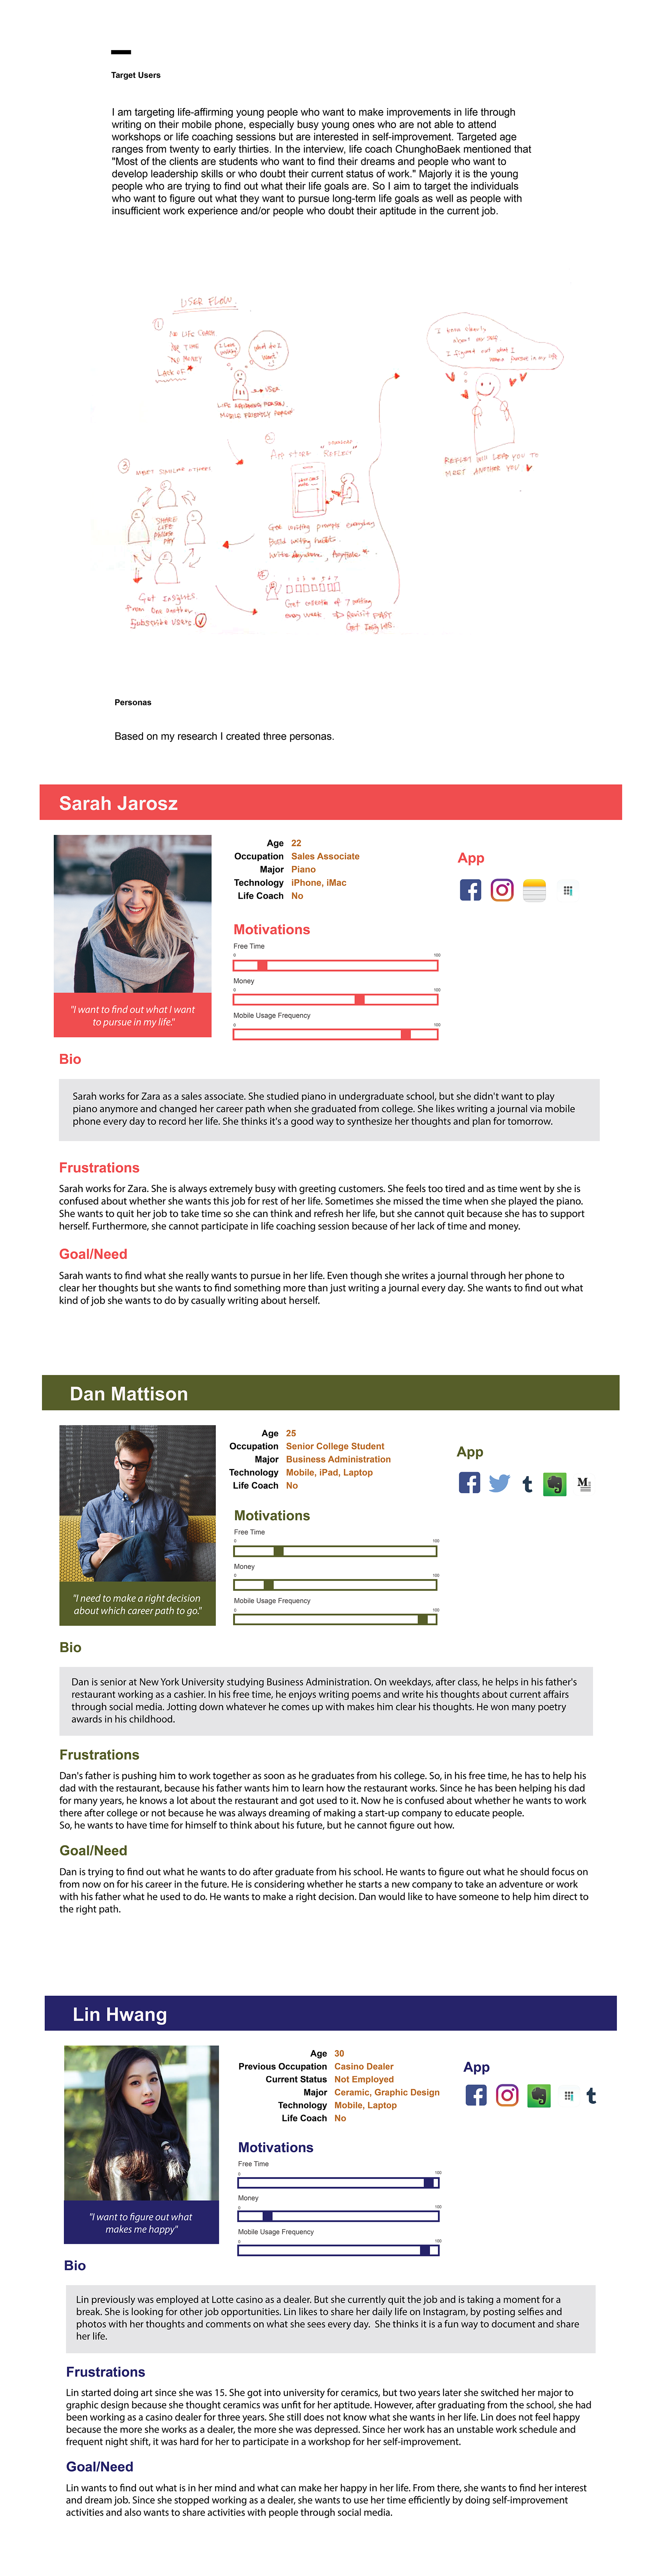 Target Users
I am targeting life-affirming young people who want to make improvements in life through
writing on their mobile phone, especially busy young ones who are not able to attend
workshops or life coaching sessions but are interested in self-improvement. Targeted age
ranges from twenty to early thirties. In the interview, life coach ChunghoBaek mentioned that
"Most of the clients are students who want to find their dreams and people who want to
develop leadership skills or who doubt their current status of work." Majorly it is the young
people who are trying to find out what their life goals are. So I aim to target the individuals
who want to figure out what they want to pursue long-term life goals as well as people with
insufficient work experience and/or people who doubt their aptitude in the current job.
USER FLOW.
1
NO LIFE COACH
NO TIME
NO MONEY
LACK OF
what do I
want?
USER
LIFE AFFIRMING PERSON
MOBILE FRIENDLY PERSON
I know clearly
about myself
I figured out what I
wanna pursue in my life
REFLECT WILL LEAD YOU TO
MEET ANOTHER YOU
2
App store "REFLECT"
DOWNLOAD
Get writing prompts everyday
Build writing habits.
Write Anywhere, Anytime
3
MEET SIMILAR OTHERS
SHARE
LIFE
Get Insights
from one another
Subscribe users.
4
1 2 3 4 5 6 7
Get overview of 7 writing
every week → Revisit PAST
Get Insights.
Personas
Based on my research I created three personas.
Sarah Jarosz
Age 22
Occupation Sales Associate
Major Piano
Technology iPhone, iMac
Life Coach No
App
Motivations
Free Time
0 100
Money
0 100
Mobile Usage Frequency
0 100
"I want to find out what I want
to pursue in my life."
Bio
Sarah works for Zara as a sales associate. She studied piano in undergraduate school, but she didn't want to play
piano anymore and changed her career path when she graduated from college. She likes writing a journal via mobile
phone every day to record her life. She thinks it's a good way to synthesize her thoughts and plan for tomorrow.
Frustrations
Sarah works for Zara. She is always extremely busy with greeting customers. She feels too tired and as time went by she is
confused about whether she wants this job for rest of her life. Sometimes she missed the time when she played the piano.
She wants to quit her job to take time so she can think and refresh her life, but she cannot quit because she has to support
herself. Furthermore, she cannot participate in life coaching session because of her lack of time and money.
Goal/Need
Sarah wants to find what she really wants to pursue in her life. Even though she writes a journal through her phone to
clear her thoughts but she wants to find something more than just writing a journal every day. She wants to find out what
kind of job she wants to do by casually writing about herself.
Dan Mattison
Age 25
Occupation Senior College Student
Major Business Administration
Technology Mobile, iPad, Laptop
Life Coach No
App
Motivations
Free Time
0 100
Money
0 100
Mobile Usage Frequency
0 100
"I need to make a right decision
about which career path to go."
Bio
Dan is senior at New York University studying Business Administration. On weekdays, after class, he helps in his father's
restaurant working as a cashier. In his free time, he enjoys writing poems and write his thoughts about current affairs
through social media. Jotting down whatever he comes up with makes him clear his thoughts. He won many poetry
awards in his childhood.
Frustrations
Dan's father is pushing him to work together as soon as he graduates from his college. So, in his free time, he has to help his
dad with the restaurant, because his father wants him to learn how the restaurant works. Since he has been helping his dad
for many years, he knows a lot about the restaurant and got used to it. Now he is confused about whether he wants to work
there after college or not because he was always dreaming of making a start-up company to educate people.
So, he wants to have time for himself to think about his future, but he cannot figure out how.
Goal/Need
Dan is trying to find out what he wants to do after graduate from his school. He wants to figure out what he should focus on
from now on for his career in the future. He is considering whether he starts a new company to take an adventure or work
with his father what he used to do. He wants to make a right decision. Dan would like to have someone to help him direct to
the right path.
Lin Hwang
Age 30
Previous Occupation Casino Dealer
Current Status Not Employed
Major Ceramic, Graphic Design
Technology Mobile, Laptop
Life Coach No
App
Motivations
Free Time
0 100
Money
0 100
Mobile Usage Frequency
0 100
"I want to figure out what
makes me happy"
Bio
Lin previously was employed at Lotte casino as a dealer. But she currently quit the job and is taking a moment for a
break. She is looking for other job opportunities. Lin likes to share her daily life on Instagram, by posting selfies and
photos with her thoughts and comments on what she sees every day. She thinks it is a fun way to document and share
her life.
Frustrations
Lin started doing art since she was 15. She got into university for ceramics, but two years later she switched her major to
graphic design because she thought ceramics was unfit for her aptitude. However, after graduating from the school, she had
been working as a casino dealer for three years. She still does not know what she wants in her life. Lin does not feel happy
because the more she works as a dealer, the more she was depressed. Since her work has an unstable work schedule and
frequent night shift, it was hard for her to participate in a workshop for her self-improvement.
Goal/Need
Lin wants to find out what is in her mind and what can make her happy in her life. From there, she wants to find her interest
and dream job. Since she stopped working as a dealer, she wants to use her time efficiently by doing self-improvement
activities and also wants to share activities with people through social media.